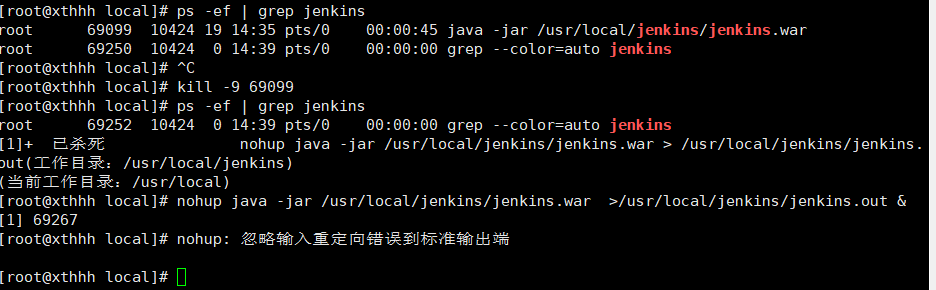 [root@xthhh local]# ps -ef | grep jenkins
root      69099  10424 19 14:35 pts/0    00:00:45 java -jar /usr/local/jenkins/jenkins.war
root      69250  10424  0 14:39 pts/0    00:00:00 grep --color=auto jenkins
[root@xthhh local]# ^C
[root@xthhh local]# kill -9 69099
[root@xthhh local]# ps -ef | grep jenkins
root      69252  10424  0 14:39 pts/0    00:00:00 grep --color=auto jenkins
[1]+  已杀死               nohup java -jar /usr/local/jenkins/jenkins.war > /usr/local/jenkins/jenkins.
out(工作目录: /usr/local/jenkins)
(当前工作目录: /usr/local)
[root@xthhh local]# nohup java -jar /usr/local/jenkins/jenkins.war  >/usr/local/jenkins/jenkins.out &
[1] 69267
[root@xthhh local]# nohup: 忽略输入重定向错误到标准输出端
[root@xthhh local]#